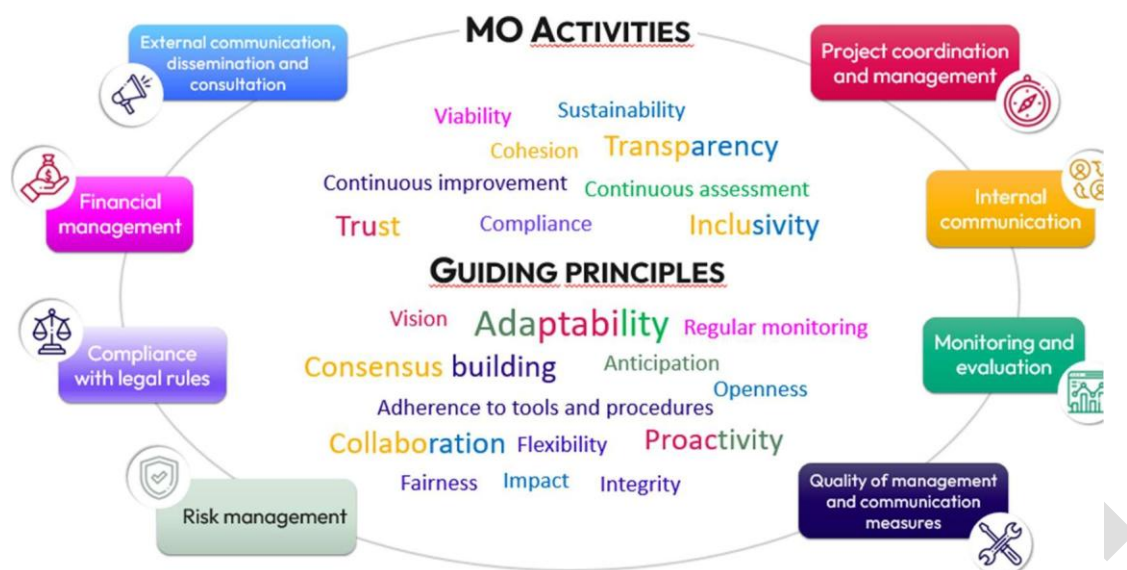 MO ACTIVITIES
External communication,
dissemination and
consultation
Project coordination
and management
Viability
Sustainability
Cohesion
Transparency
Continuous improvement
Continuous assessment
Trust
Compliance
Inclusivity
Financial
management
Internal
communication
GUIDING PRINCIPLES
Vision
Adaptability
Regular monitoring
Consensus building
Anticipation
Openness
Adherence to tools and procedures
Collaboration
Flexibility
Proactivity
Fairness
Impact
Integrity
Compliance
with legal rules
Monitoring and
evaluation
Risk management
Quality of management
and communication
measures